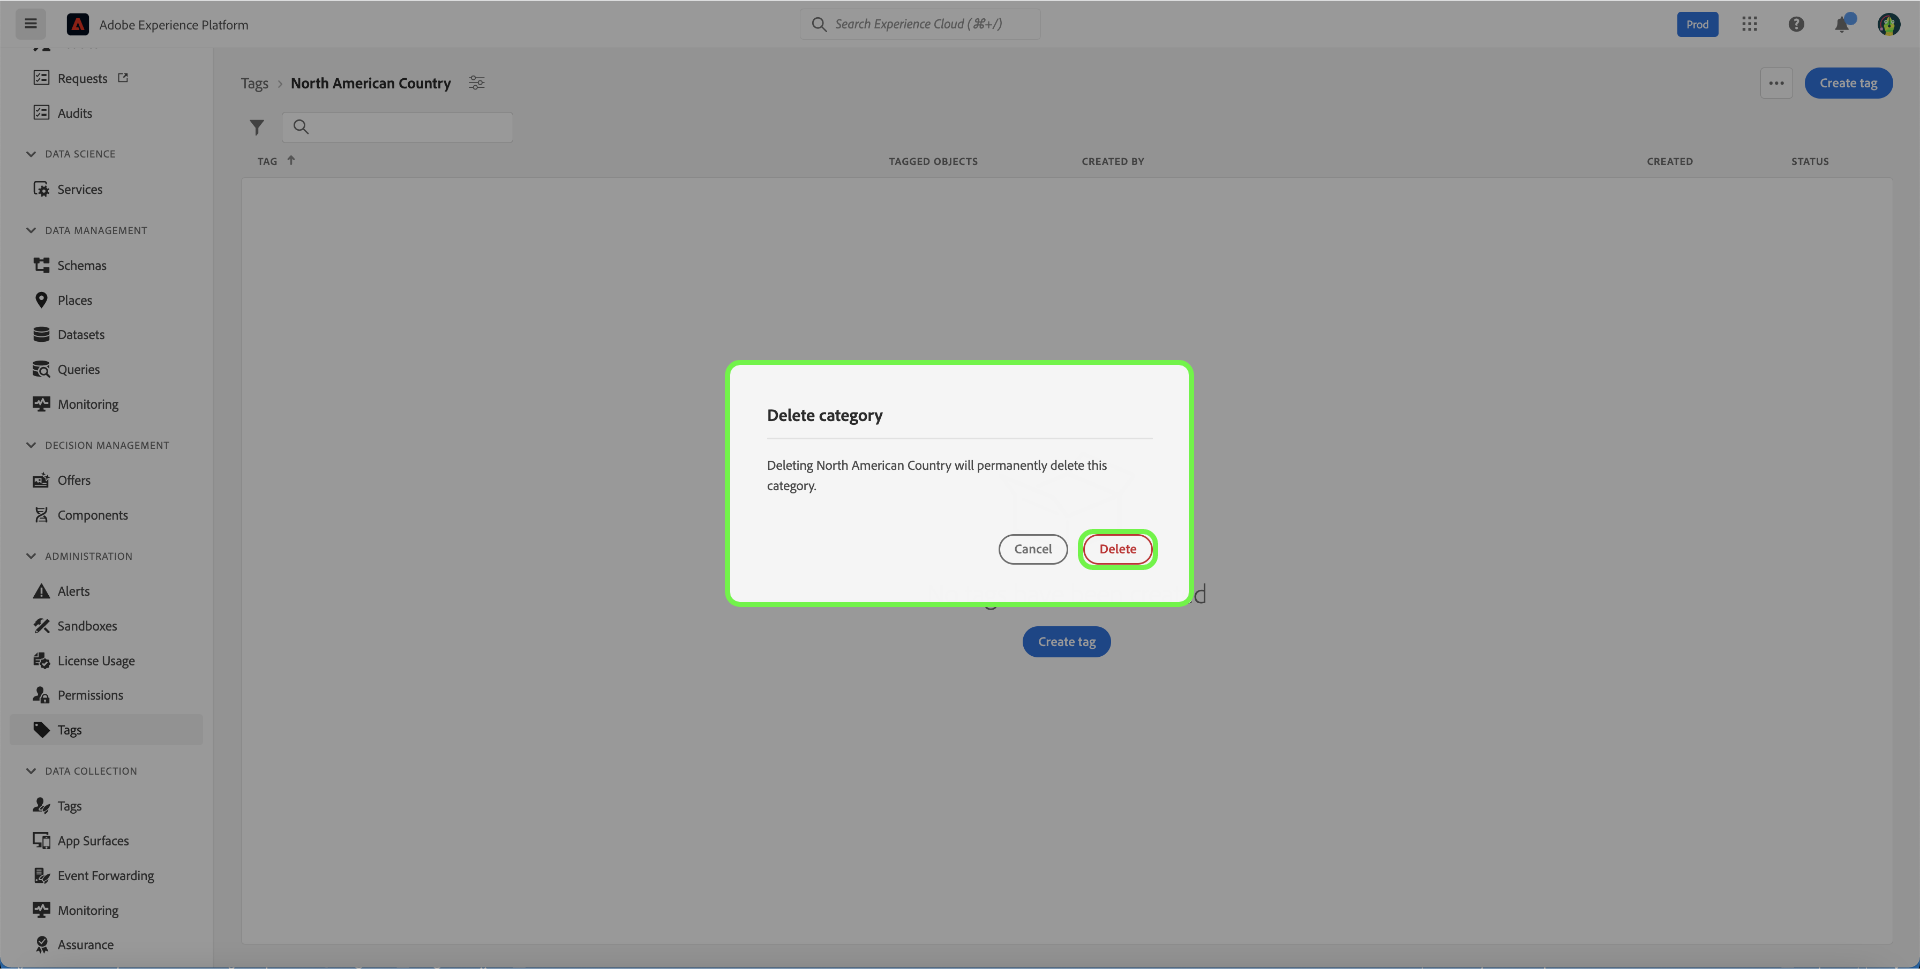 Adobe Experience Platform
Search Experience Cloud (⌘+/)
Prod
Requests
Audits
DATA SCIENCE
Services
DATA MANAGEMENT
Schemas
Places
Datasets
Queries
Monitoring
DECISION MANAGEMENT
Offers
Components
ADMINISTRATION
Alerts
Sandboxes
License Usage
Permissions
Tags
DATA COLLECTION
Tags
App Surfaces
Event Forwarding
Monitoring
Assurance
Tags › North American Country
••• Create tag
TAG ↑ TAGGED OBJECTS CREATED BY CREATED STATUS
Delete category
Deleting North American Country will permanently delete this
category.
Cancel Delete
Create tag